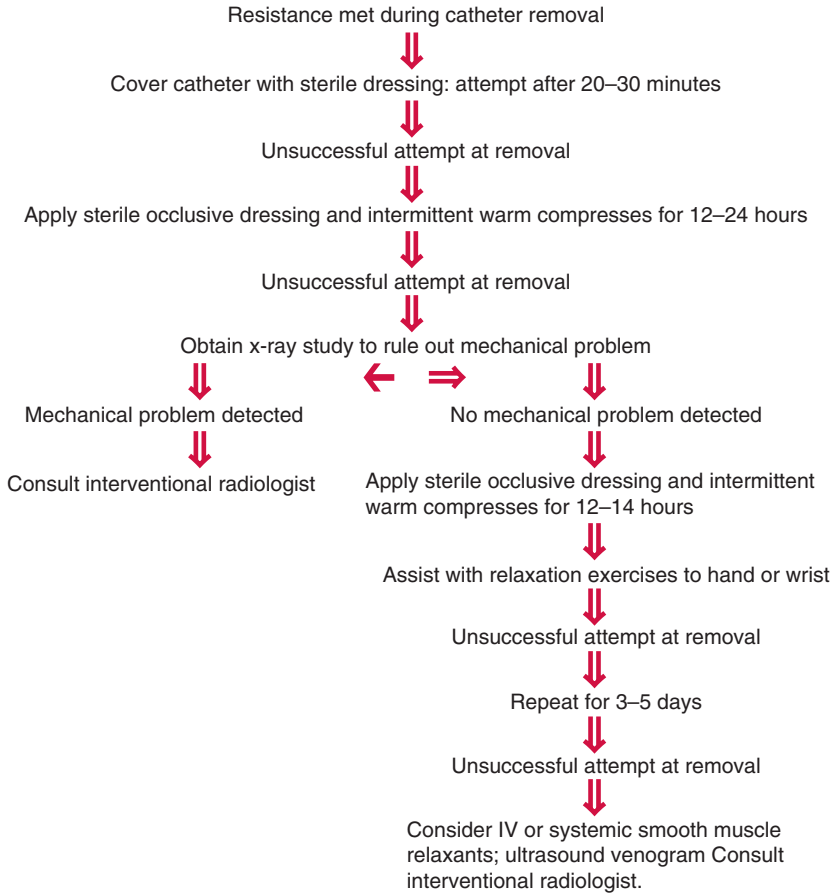 Resistance met during catheter removal
Cover catheter with sterile dressing: attempt after 20–30 minutes
Unsuccessful attempt at removal
Apply sterile occlusive dressing and intermittent warm compresses for 12–24 hours
Unsuccessful attempt at removal
Obtain x-ray study to rule out mechanical problem
Mechanical problem detected
Consult interventional radiologist
No mechanical problem detected
Apply sterile occlusive dressing and intermittent
warm compresses for 12–14 hours
Assist with relaxation exercises to hand or wrist
Unsuccessful attempt at removal
Repeat for 3–5 days
Unsuccessful attempt at removal
Consider IV or systemic smooth muscle
relaxants; ultrasound venogram Consult
interventional radiologist.